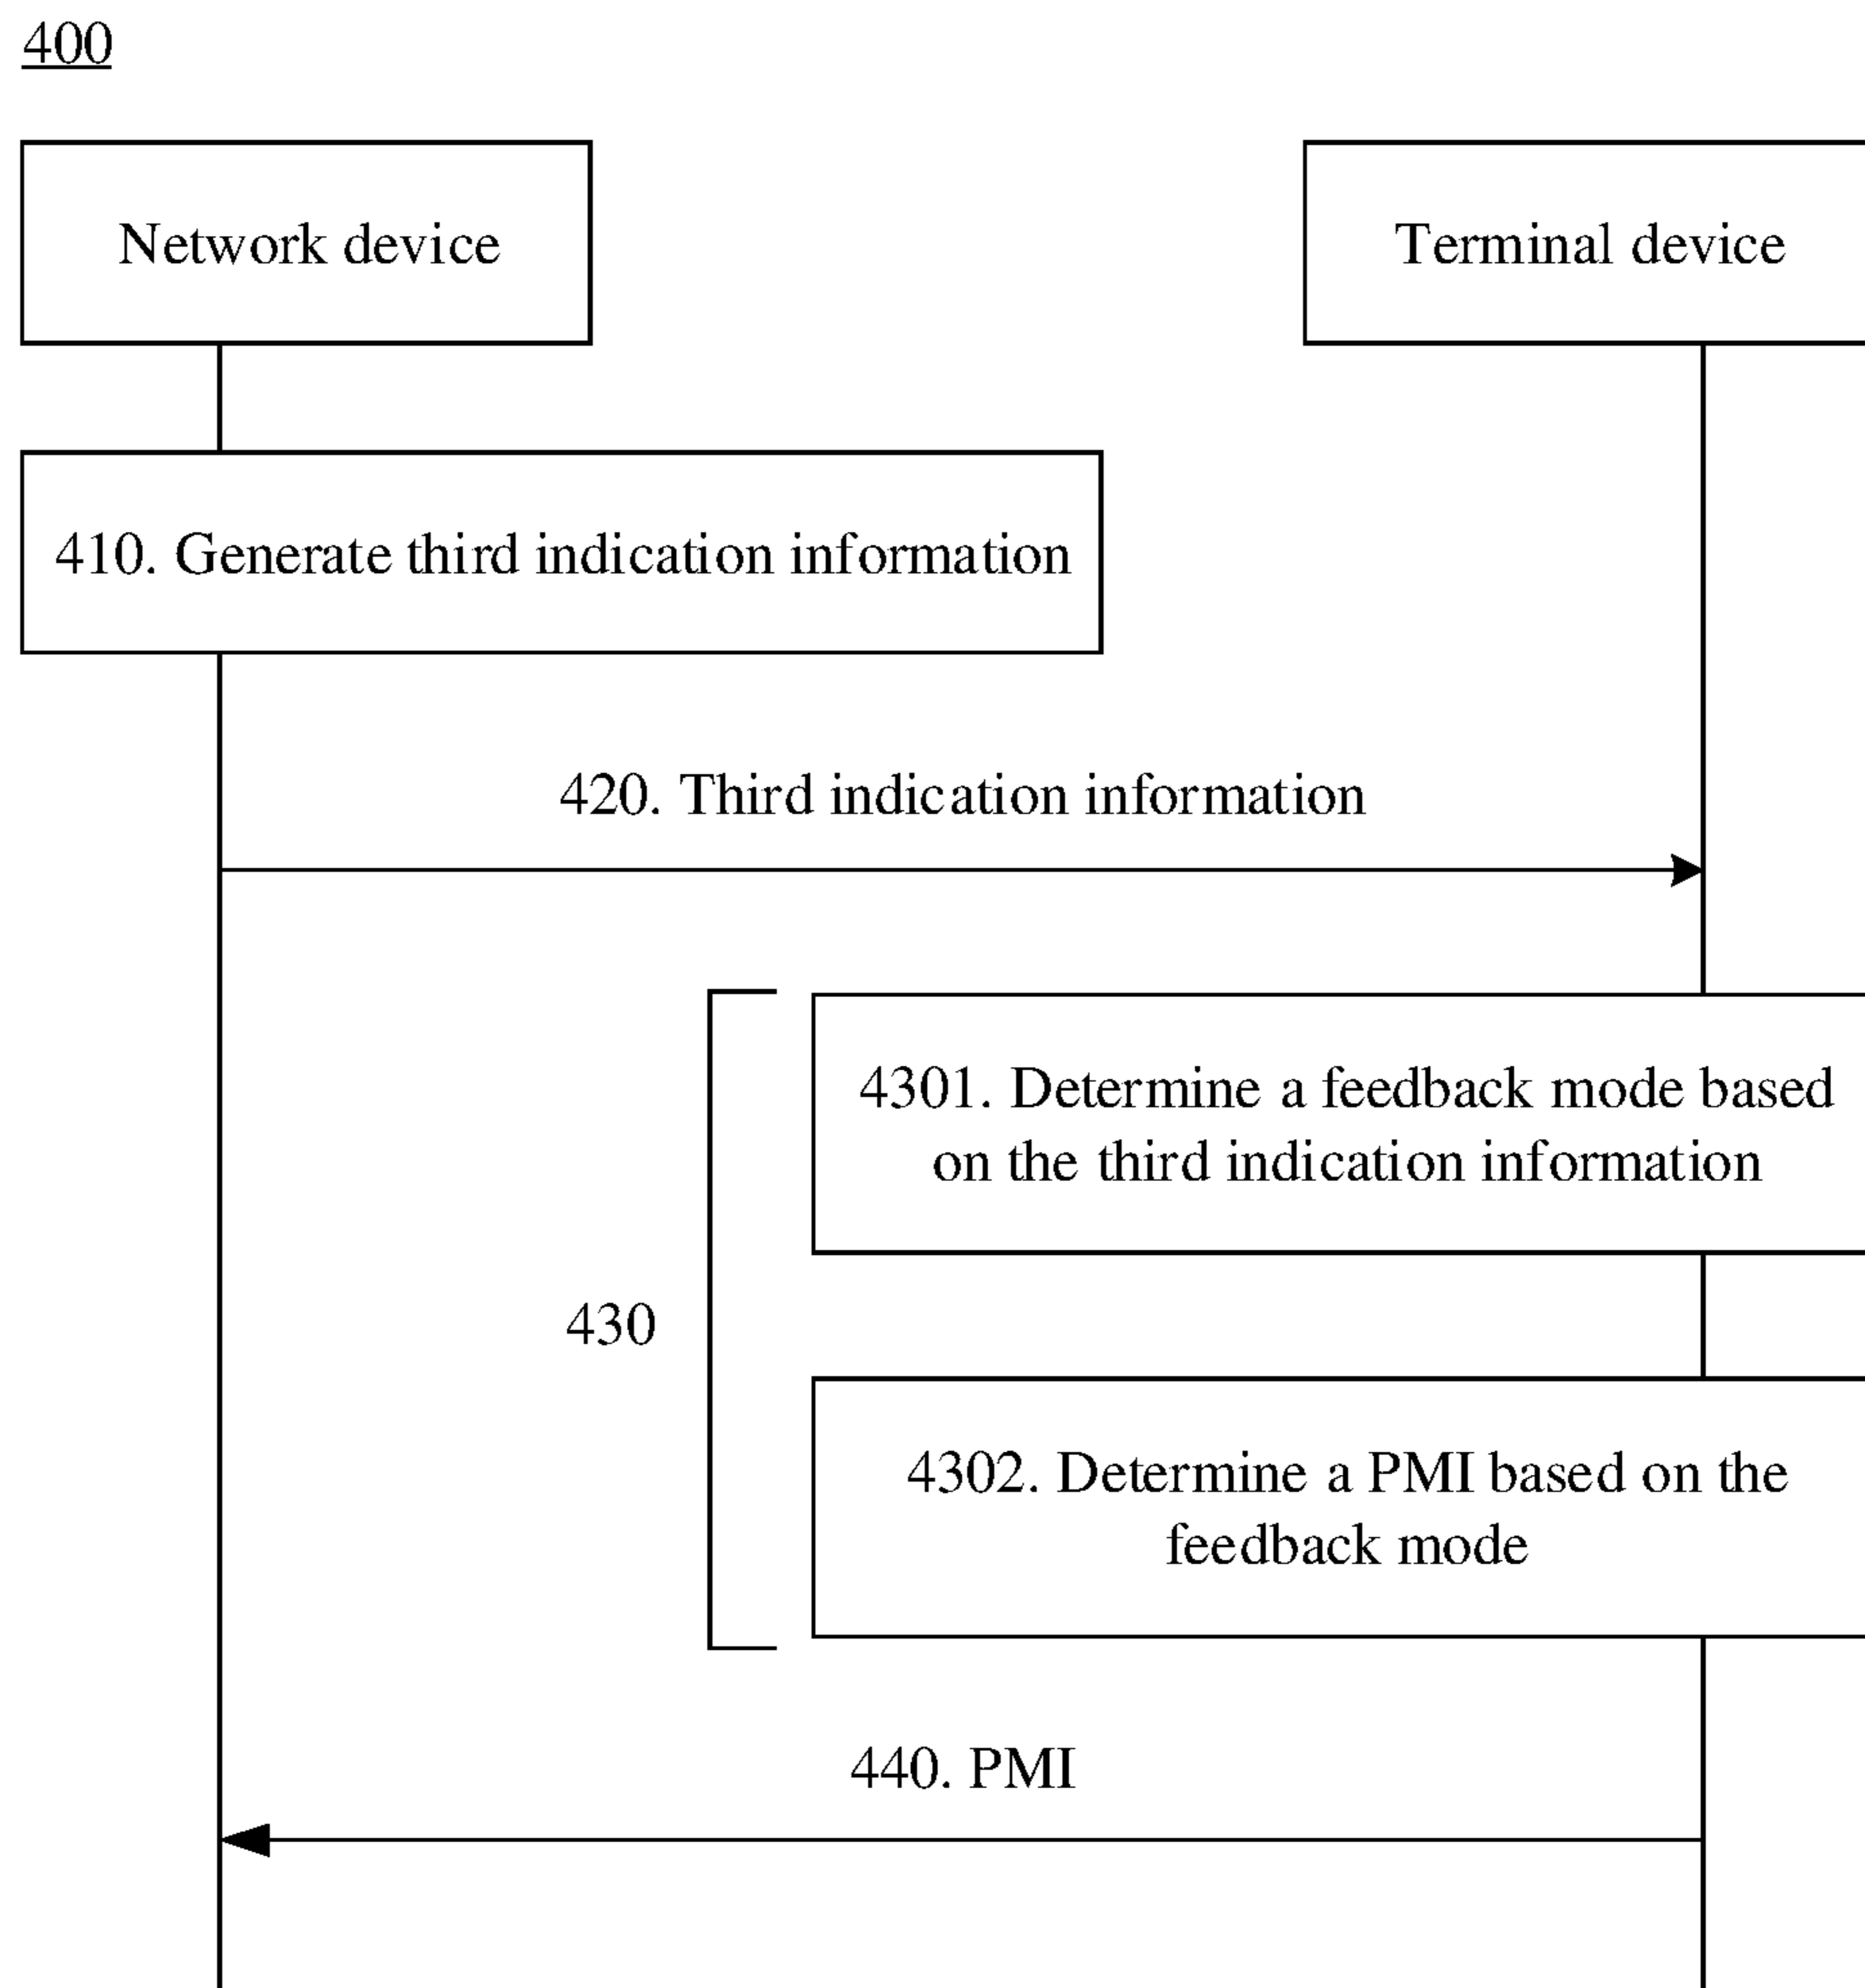 400
Network device
Terminal device
410. Generate third indication information
420. Third indication information
4301. Determine a feedback mode based
on the third indication information
430
4302. Determine a PMI based on the
feedback mode
440. PMI